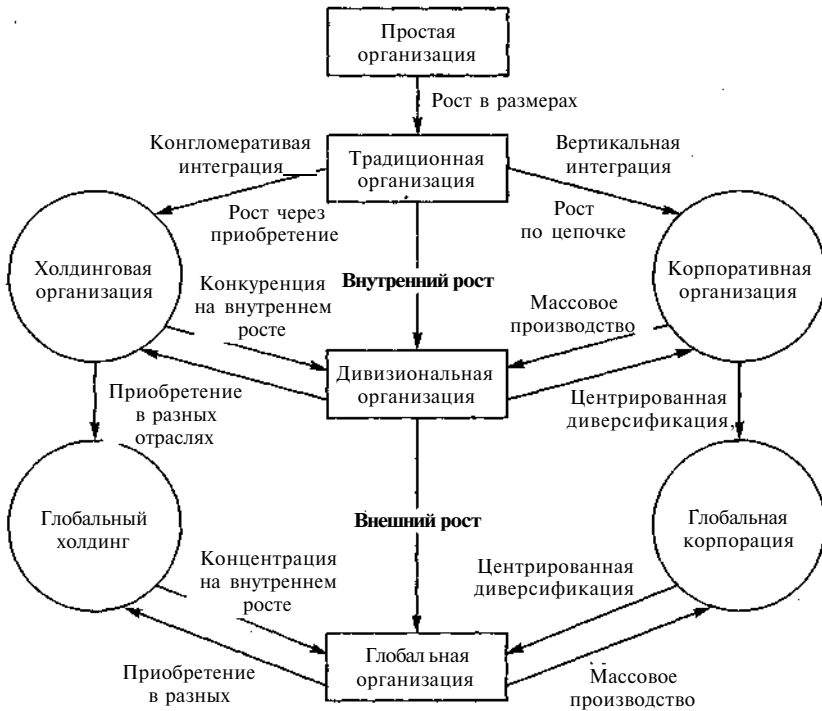 Простая
организация
Рост в размерах
Конгломеративая
интеграция
Традиционная
организация
Вертикальная
интеграция
Рост через
приобретение
Рост
по цепочке
Холдинговая
организация
Конкуренция
на внутреннем
росте
Внутренний рост
Массовое
производство
Корпоративная
организация
Дивизиональная
организация
Приобретение
в разных
отраслях
Центрированная
диверсификация,
Глобальный
холдинг
Внешний рост
Глобальная
корпорация
Концентрация
на внутреннем
росте
Центрированная
диверсификация
Глобальная
организация
Приобретение
в разных
Массовое
производство